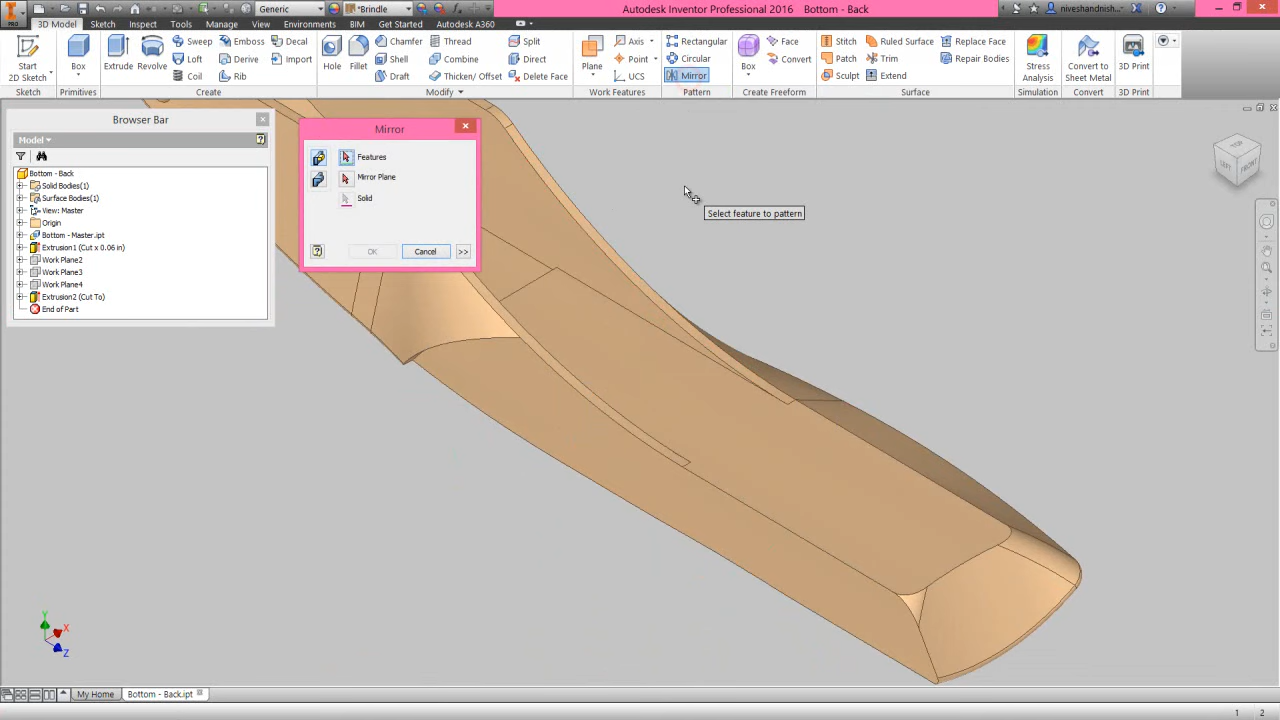 Generic
Brindle
Autodesk Inventor Professional 2016 Bottom - Back
niveshandnish...
PRO
3D Model Sketch Inspect Tools Manage View Environments BIM Get Started Autodesk A360
Start
2D Sketch
Sketch
Box
Primitives
Extrude
Revolve
Sweep
Loft
Coil
Emboss
Derive
Rib
Decal
Import
Create
Hole
Fillet
Chamfer
Shell
Draft
Thread
Combine
Thicken/ Offset
Split
Direct
Delete Face
Modify
Plane
Axis
Point
UCS
Work Features
Rectangular
Circular
Mirror
Pattern
Box
Face
Convert
Create Freeform
Stitch
Patch
Sculpt
Ruled Surface
Trim
Extend
Replace Face
Repair Bodies
Surface
Stress
Analysis
Simulation
Convert to
Sheet Metal
Convert
3D Print
3D Print
Browser Bar
Model
Bottom - Back
Solid Bodies(1)
Surface Bodies(1)
View: Master
Origin
Bottom - Master.ipt
Extrusion1 (Cut x 0.06 in)
Work Plane2
Work Plane3
Work Plane4
Extrusion2 (Cut To)
End of Part
Mirror
Features
Mirror Plane
Solid
OK
Cancel
>>
Select feature to pattern
TOP
LEFT
BACK
Y
X
Z
My Home
Bottom - Back.ipt
1 2